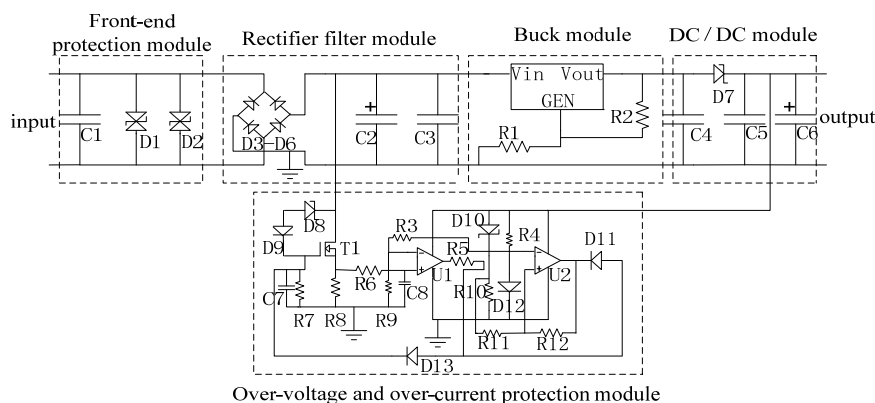 Front-end
protection module
Rectifier filter module
Buck module
DC / DC module
input
C1
D1
D2
D3-D6
+
C2
C3
Vin Vout
GEN
R1
R2
C4
D7
C5
+
C6
output
D8
D9
T1
C7
R7
R8
R6
R9
R3
C8
U1
R5
D10
R10
R4
D12
U2
D11
R11
R12
D13
Over-voltage and over-current protection module